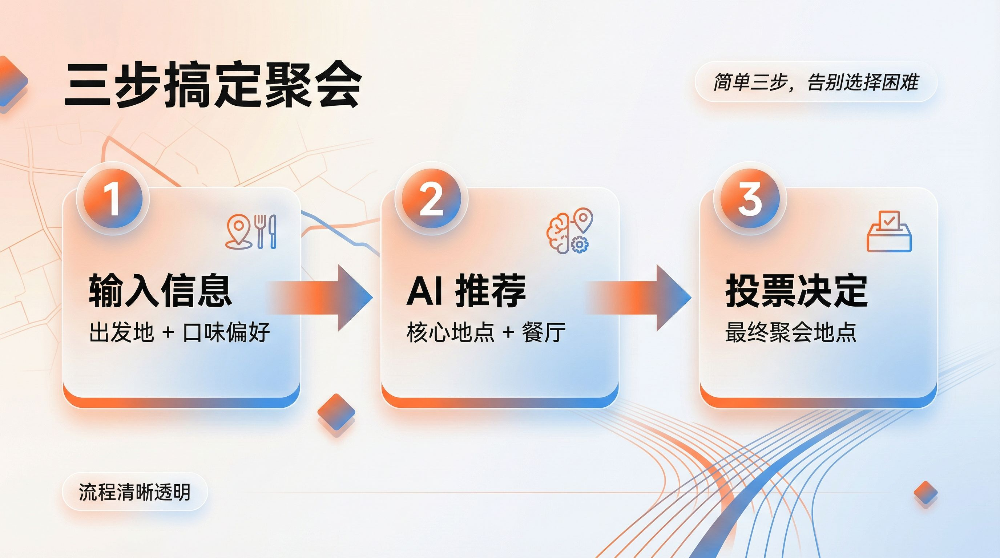 三步搞定聚会
简单三步，告别选择困难
1
输入信息
出发地 + 口味偏好
2
AI 推荐
核心地点 + 餐厅
3
投票决定
最终聚会地点
流程清晰透明